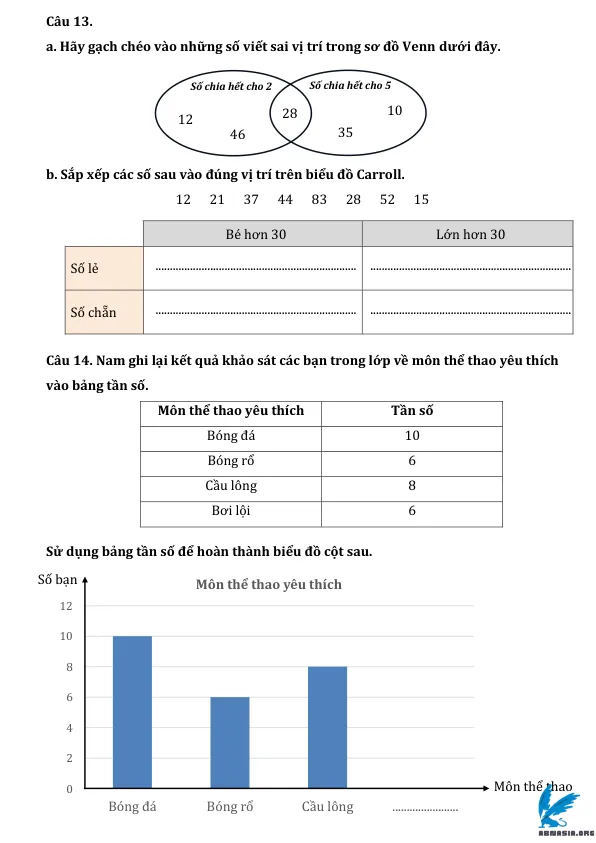 Câu 13.
a. Hãy gạch chéo vào những số viết sai vị trí trong sơ đồ Venn dưới đây.
Số chia hết cho 2 Số chia hết cho 5
12 46 28 35 10
b. Sắp xếp các số sau vào đúng vị trí trên biểu đồ Carroll.
12 21 37 44 83 28 52 15
Bé hơn 30 Lớn hơn 30
Số lẻ
Số chẵn
Câu 14. Nam ghi lại kết quả khảo sát các bạn trong lớp về môn thể thao yêu thích
vào bảng tần số.
Môn thể thao yêu thích Tần số
Bóng đá 10
Bóng rổ 6
Cầu lông 8
Bơi lội 6
Sử dụng bảng tần số để hoàn thành biểu đồ cột sau.
Số bạn
Môn thể thao yêu thích
12
10
8
6
4
2
0
Môn thể thao
Bóng đá Bóng rổ Cầu lông .......................
ABMASIA.ORG